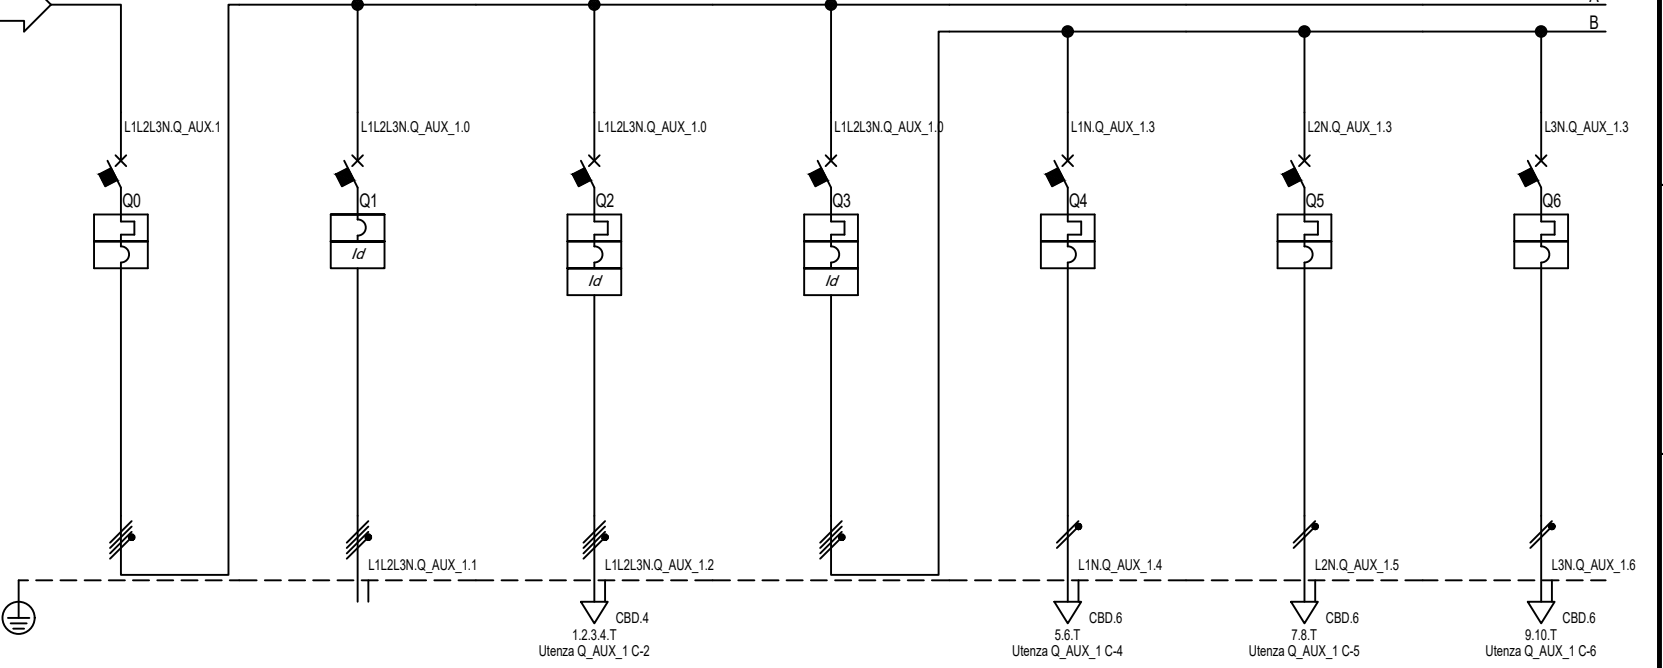 B
L1L2L3N.Q_AUX.1
L1L2L3N.Q_AUX_1.0
L1L2L3N.Q_AUX_1.0
L1L2L3N.Q_AUX_1.0
L1N.Q_AUX_1.3
L2N.Q_AUX_1.3
L3N.Q_AUX_1.3
Q0
Q1
Q2
Q3
Q4
Q5
Q6
Id
Id
Id
L1L2L3N.Q_AUX_1.1
L1L2L3N.Q_AUX_1.2
L1N.Q_AUX_1.4
L2N.Q_AUX_1.5
L3N.Q_AUX_1.6
CBD.4
CBD.6
CBD.6
CBD.6
1.2.3.4.T
5.6.T
7.8.T
9.10.T
Utenza Q_AUX_1 C-2
Utenza Q_AUX_1 C-4
Utenza Q_AUX_1 C-5
Utenza Q_AUX_1 C-6